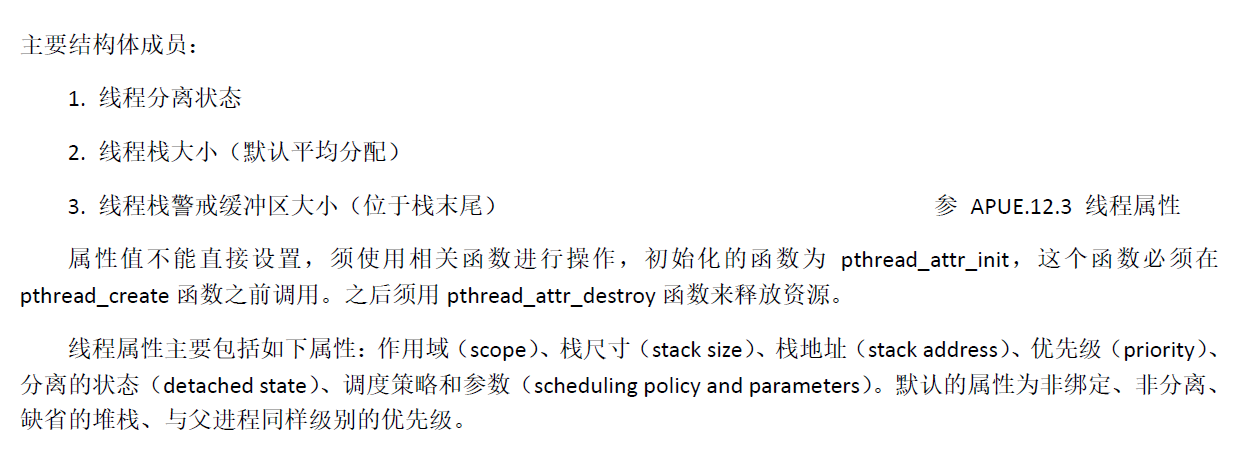 主要结构体成员：
1. 线程分离状态
2. 线程栈大小（默认平均分配）
3. 线程栈警戒缓冲区大小（位于栈末尾） 参 APUE.12.3 线程属性
属性值不能直接设置，须使用相关函数进行操作，初始化的函数为 pthread_attr_init，这个函数必须在
pthread_create 函数之前调用。之后须用 pthread_attr_destroy 函数来释放资源。
线程属性主要包括如下属性：作用域（scope）、栈尺寸（stack size）、栈地址（stack address）、优先级（priority）、
分离的状态（detached state）、调度策略和参数（scheduling policy and parameters）。默认的属性为非绑定、非分离、
缺省的堆栈、与父进程同样级别的优先级。